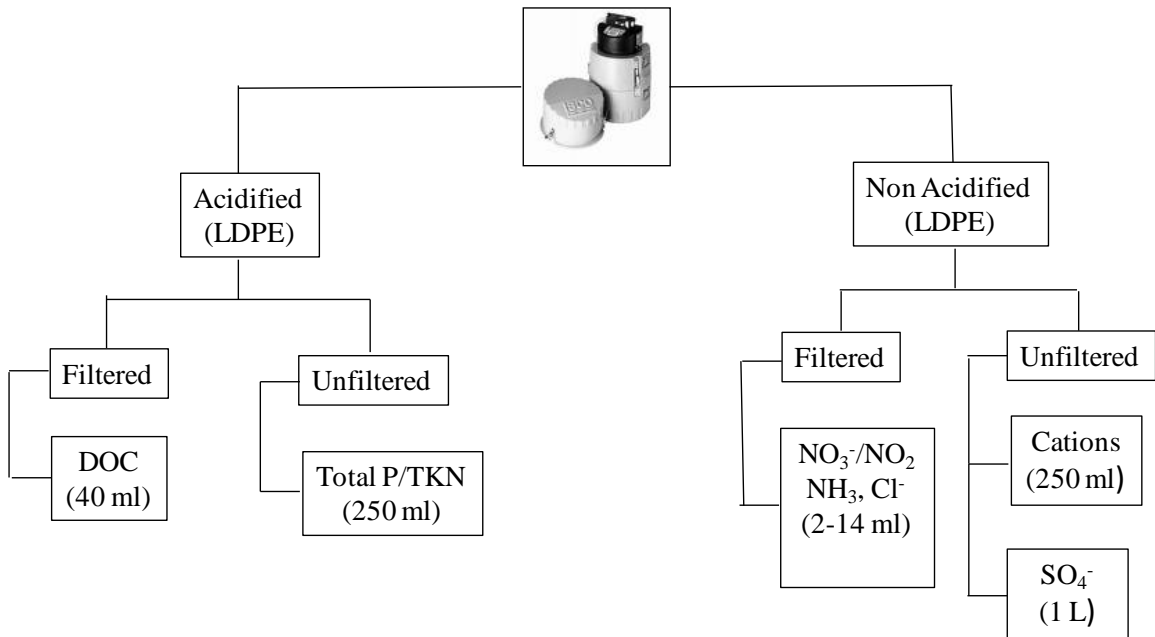 ISCO
Acidified
(LDPE)
Non Acidified
(LDPE)
Filtered
Unfiltered
Filtered
Unfiltered
DOC
(40 ml)
Total P/TKN
(250 ml)
NO₃⁻/NO₂
NH₃, Cl⁻
(2-14 ml)
Cations
(250 ml)
SO₄⁻
(1 L)